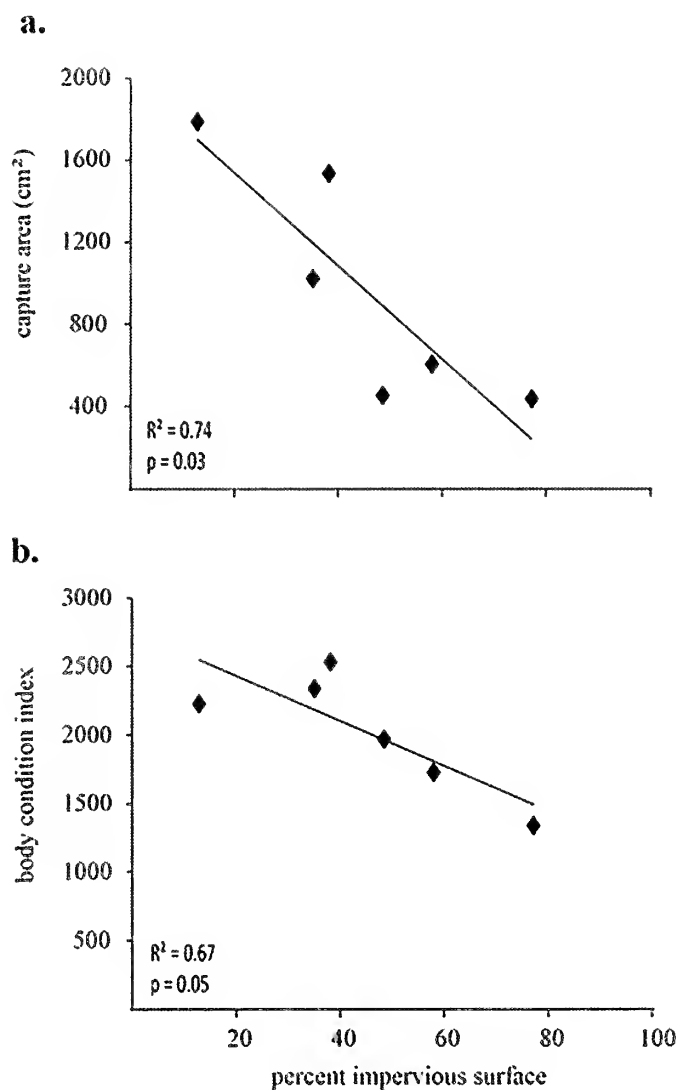 a.
2000
1600
1200
800
400
capture area (cm²)
R² = 0.74
p = 0.03
b.
3000
2500
2000
1500
1000
500
body condition index
R² = 0.67
p = 0.05
20 40 60 80 100
percent impervious surface